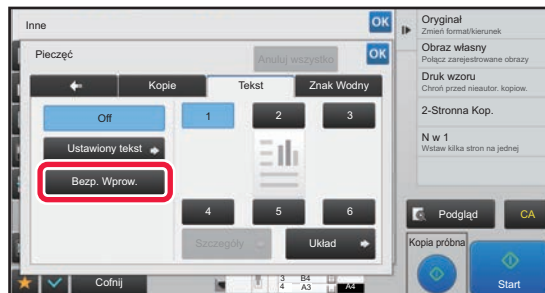 Inne
OK
Pieczęć
Anuluj wszystko
OK
Kopie
Tekst
Znak Wodny
Off
Ustawiony tekst
Bezp. Wprow.
1
2
3
4
5
6
Szczegóły
Układ
Cofnij
3 B4
4 A3
A4
Oryginał
Zmień format/kierunek
Obraz własny
Połącz zarejestrowane obrazy
Druk wzoru
Chroń przed nieautor. kopiow.
2-Stronna Kop.
N w 1
Wstaw kilka stron na jednej
Podgląd
CA
Kopia próbna
Start